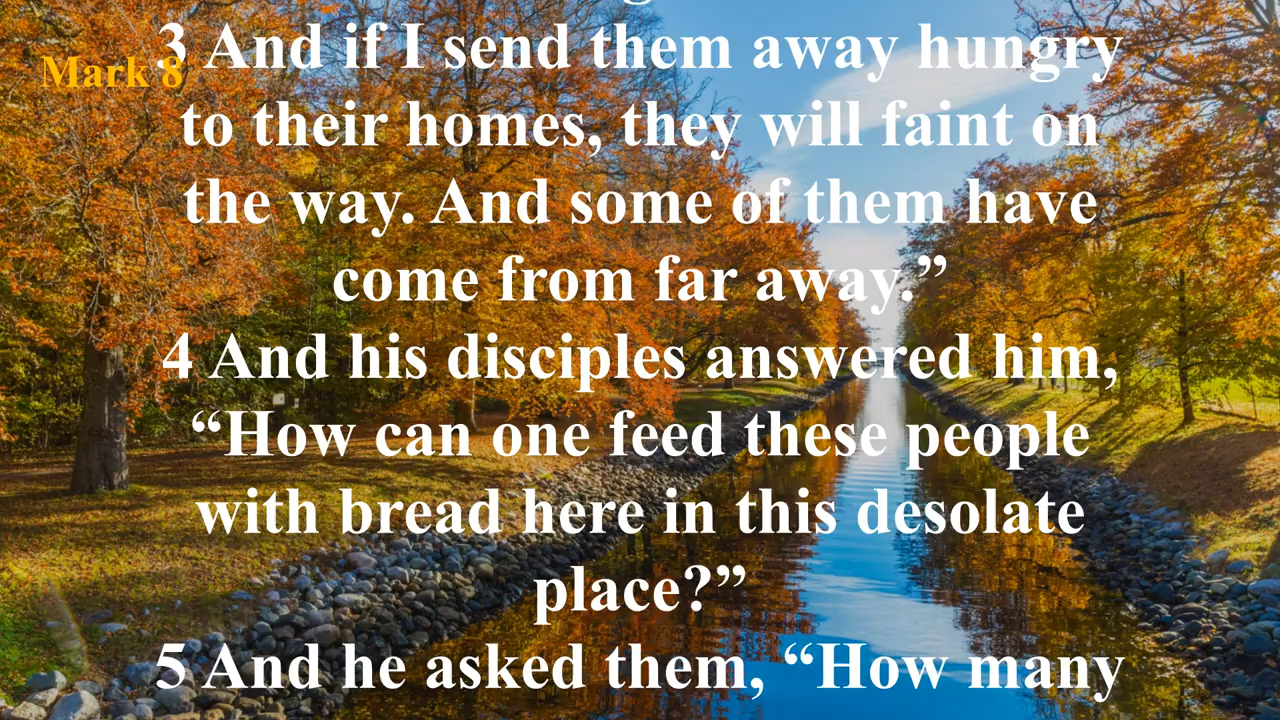 3 And if I send them away hungry
Mark 8
to their homes, they will faint on
the way. And some of them have
come from far away.”
4 And his disciples answered him,
“How can one feed these people
with bread here in this desolate
place?”
5 And he asked them, “How many